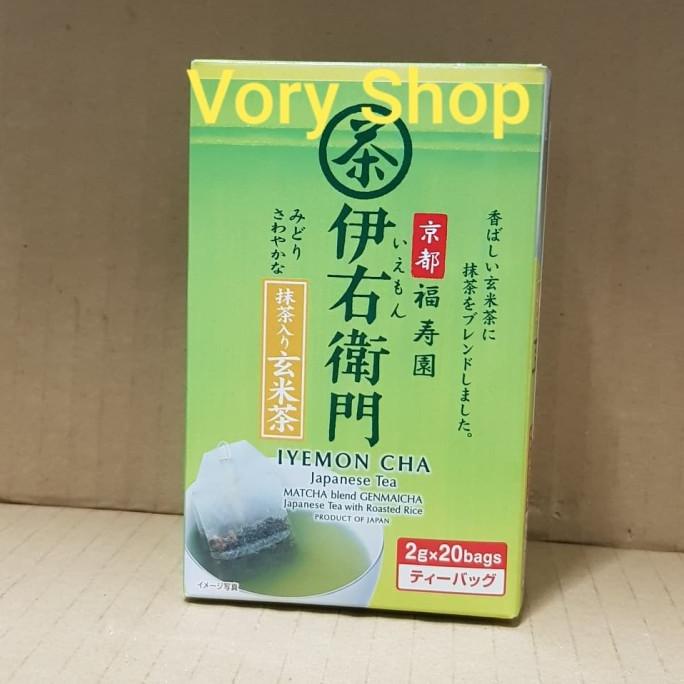 Vory Shop
茶
香ばしい玄米茶に
抹茶をブレンドしました。
京都
福寿園
いえもん
伊右衛門
みどり
さわやかな
抹茶入り玄米茶
IYEMON CHA
Japanese Tea
MATCHA blend GENMAICHA
Japanese Tea with Roasted Rice
PRODUCT OF JAPAN
2g×20bags
ティーバッグ
イメージ写真